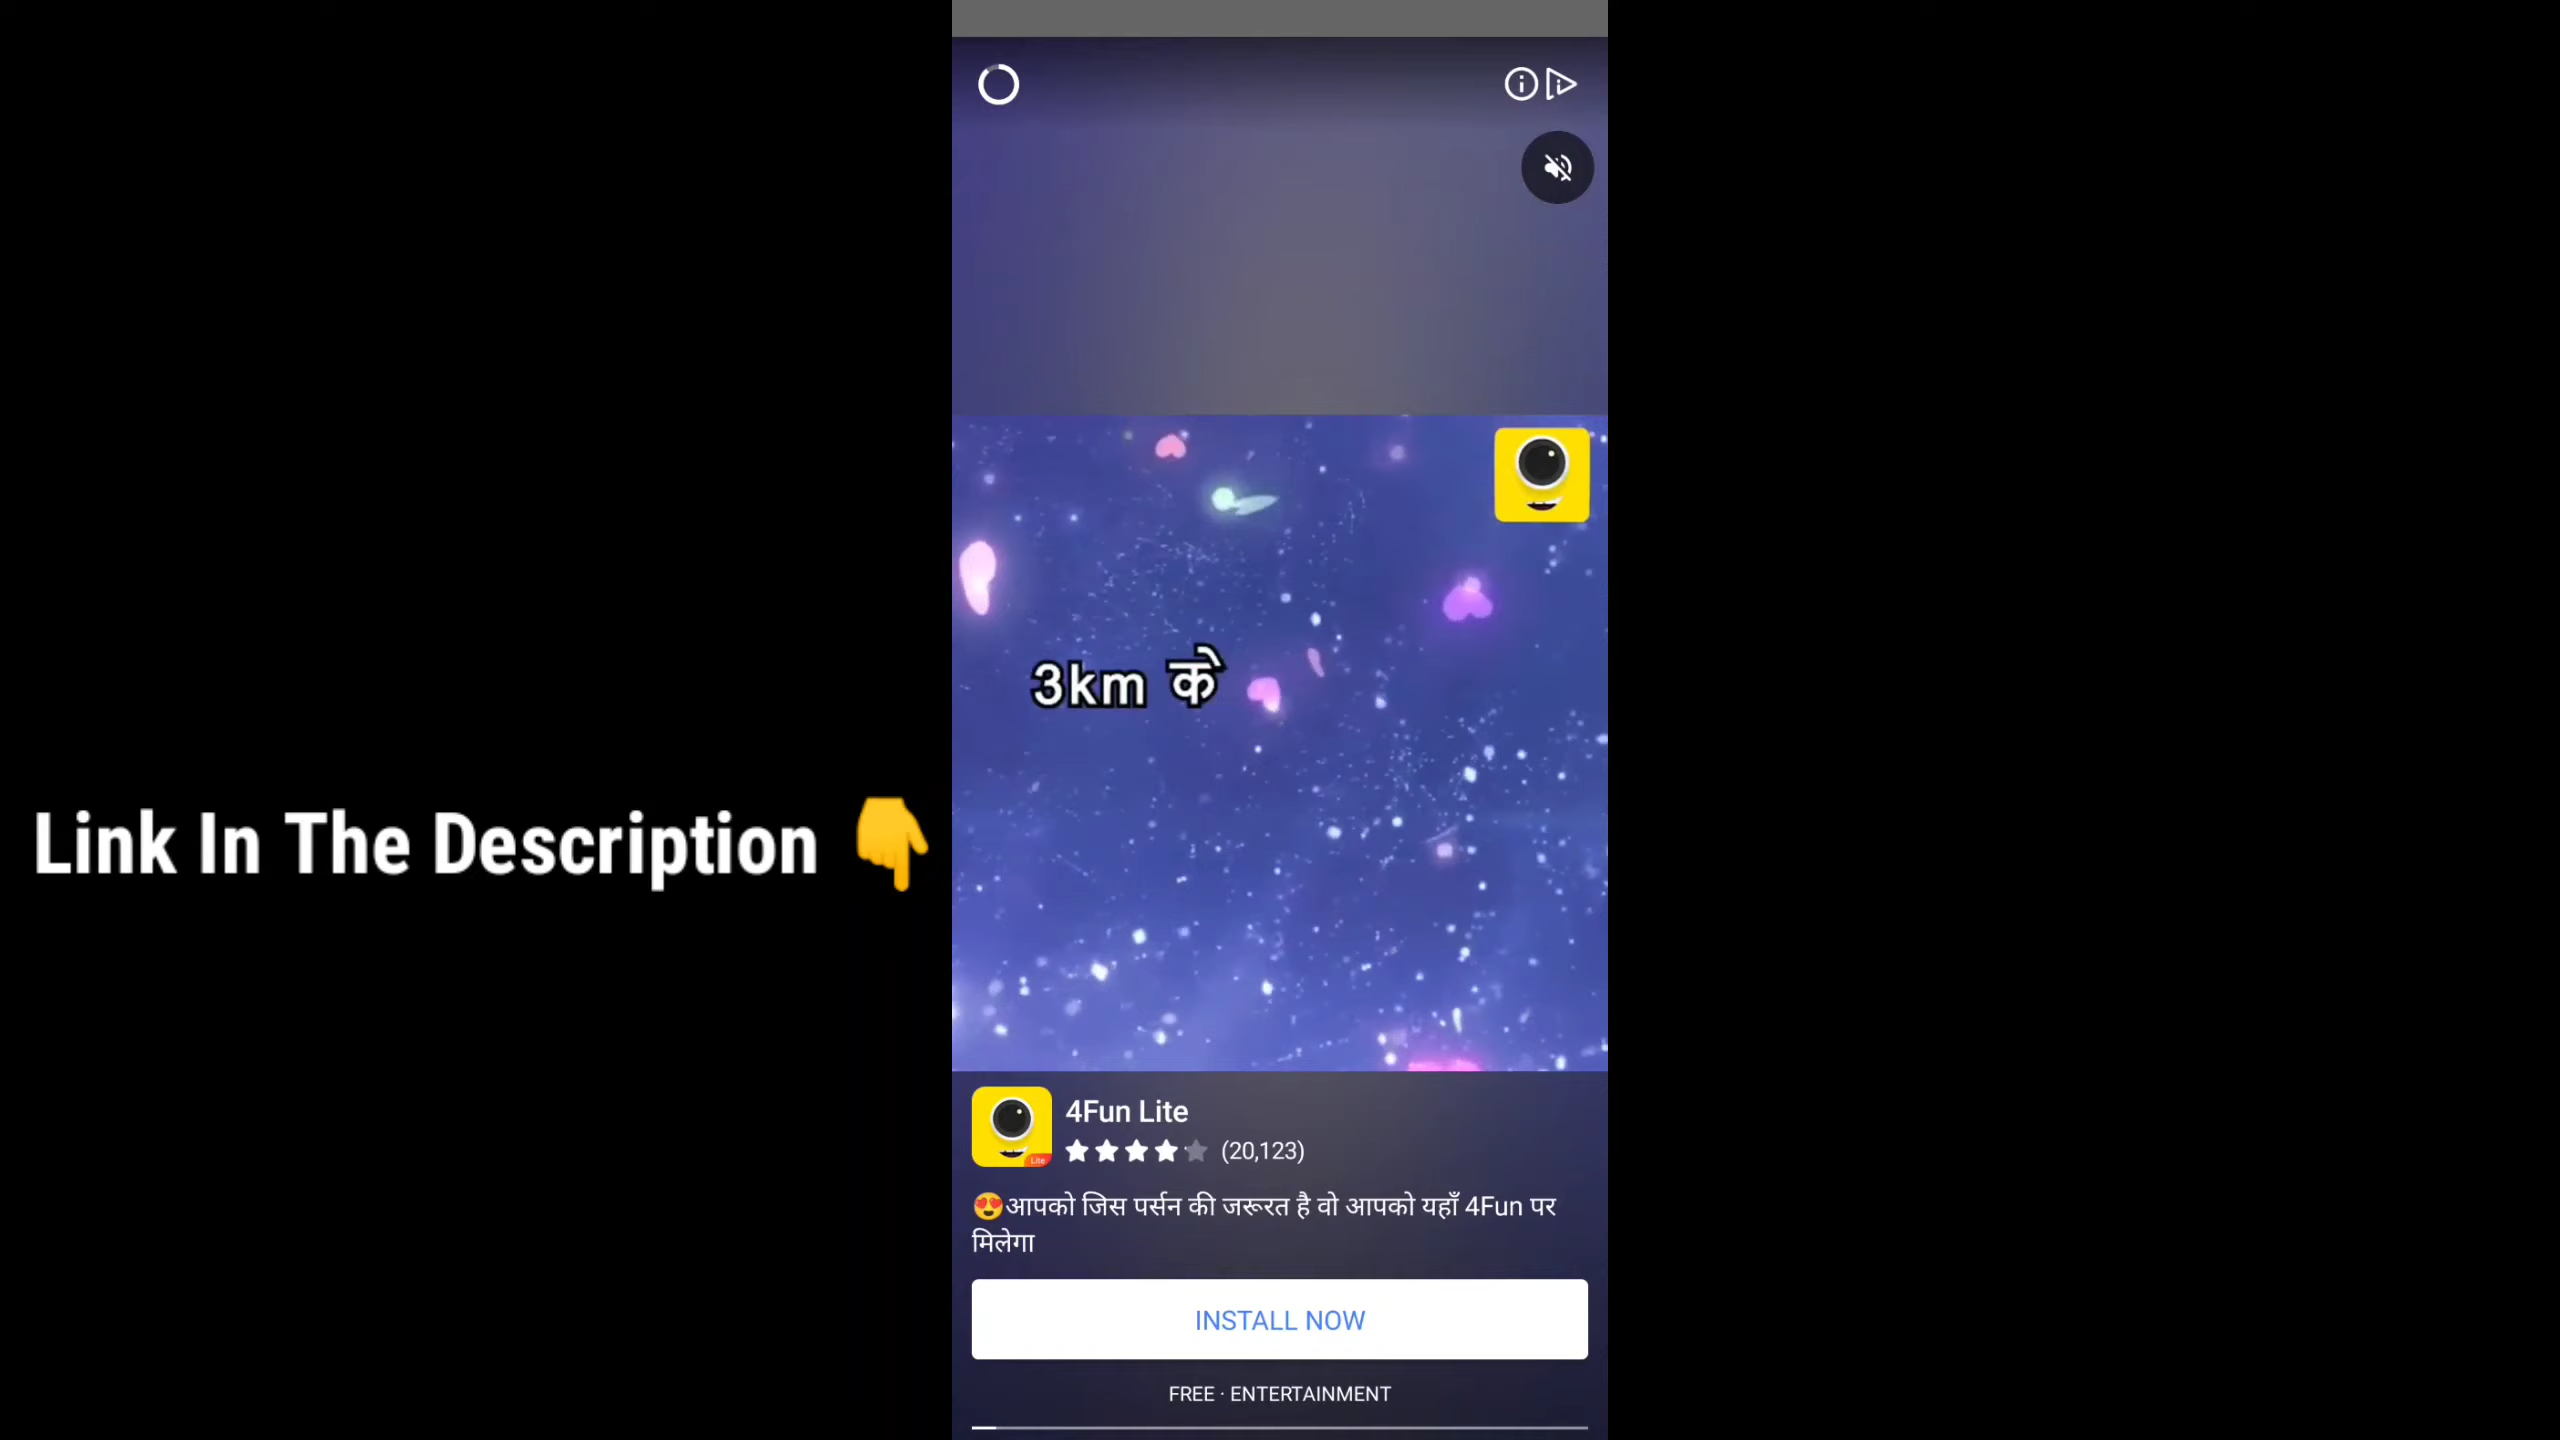 3km के
Link In The Description 👇
4Fun Lite
Lite
(20,123)
😍आपको जिस पर्सन की जरूरत है वो आपको यहाँ 4Fun पर
मिलेगा
INSTALL NOW
FREE · ENTERTAINMENT